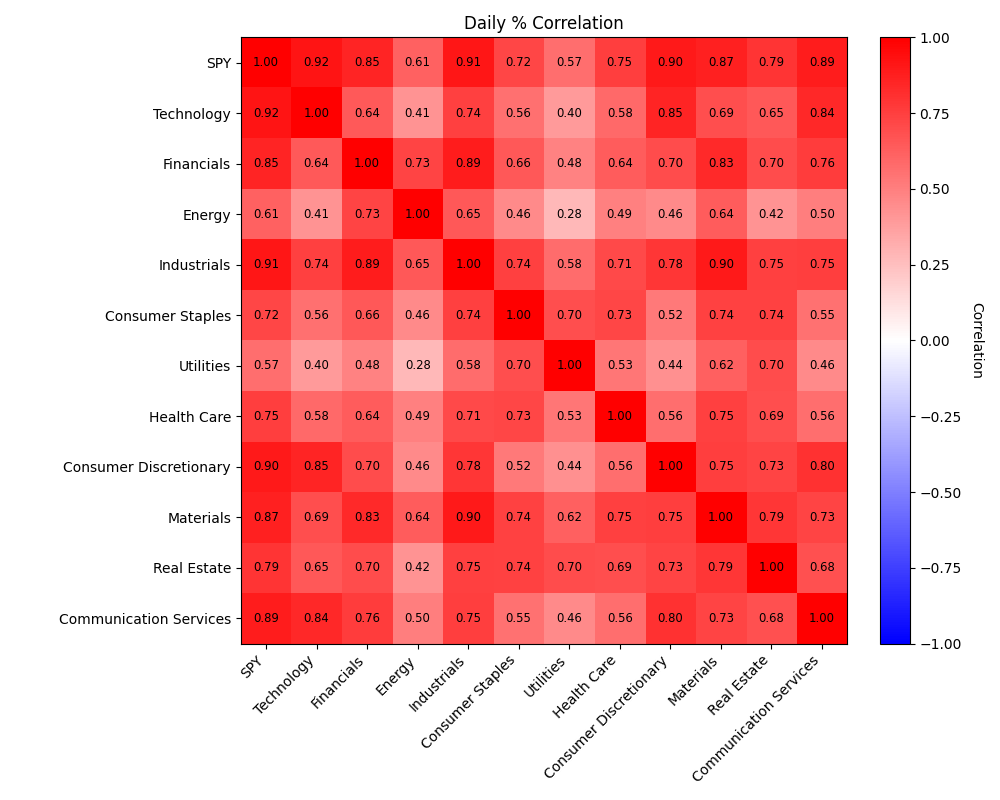 Daily % Correlation
SPY 1.00 0.92 0.85 0.61 0.91 0.72 0.57 0.75 0.90 0.87 0.79 0.89
Technology 0.92 1.00 0.64 0.41 0.74 0.56 0.40 0.58 0.85 0.69 0.65 0.84
Financials 0.85 0.64 1.00 0.73 0.89 0.66 0.48 0.64 0.70 0.83 0.70 0.76
Energy 0.61 0.41 0.73 1.00 0.65 0.46 0.28 0.49 0.46 0.64 0.42 0.50
Industrials 0.91 0.74 0.89 0.65 1.00 0.74 0.58 0.71 0.78 0.90 0.75 0.75
Consumer Staples 0.72 0.56 0.66 0.46 0.74 1.00 0.70 0.73 0.52 0.74 0.74 0.55
Utilities 0.57 0.40 0.48 0.28 0.58 0.70 1.00 0.53 0.44 0.62 0.70 0.46
Health Care 0.75 0.58 0.64 0.49 0.71 0.73 0.53 1.00 0.56 0.75 0.69 0.56
Consumer Discretionary 0.90 0.85 0.70 0.46 0.78 0.52 0.44 0.56 1.00 0.75 0.73 0.80
Materials 0.87 0.69 0.83 0.64 0.90 0.74 0.62 0.75 0.75 1.00 0.79 0.73
Real Estate 0.79 0.65 0.70 0.42 0.75 0.74 0.70 0.69 0.73 0.79 1.00 0.68
Communication Services 0.89 0.84 0.76 0.50 0.75 0.55 0.46 0.56 0.80 0.73 0.68 1.00
SPY
Technology
Financials
Energy
Industrials
Consumer Staples
Utilities
Health Care
Consumer Discretionary
Materials
Real Estate
Communication Services
1.00
0.75
0.50
0.25
0.00
−0.25
−0.50
−0.75
−1.00
Correlation